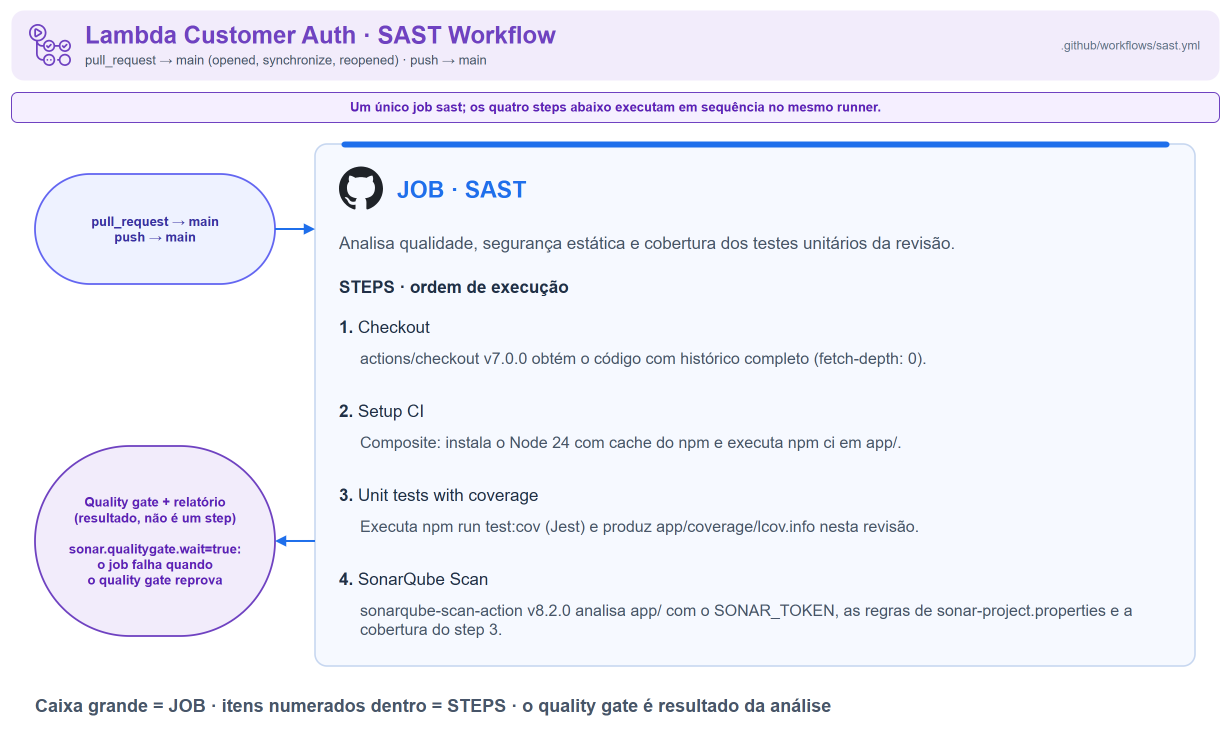 Lambda Customer Auth · SAST Workflow
pull_request → main (opened, synchronize, reopened) · push → main
.github/workflows/sast.yml
Um único job sast; os quatro steps abaixo executam em sequência no mesmo runner.
pull_request → main
push → main
JOB · SAST
Analisa qualidade, segurança estática e cobertura dos testes unitários da revisão.
STEPS · ordem de execução
1. Checkout
actions/checkout v7.0.0 obtém o código com histórico completo (fetch-depth: 0).
2. Setup CI
Composite: instala o Node 24 com cache do npm e executa npm ci em app/.
3. Unit tests with coverage
Executa npm run test:cov (Jest) e produz app/coverage/lcov.info nesta revisão.
4. SonarQube Scan
sonarqube-scan-action v8.2.0 analisa app/ com o SONAR_TOKEN, as regras de sonar-project.properties e a
cobertura do step 3.
Quality gate + relatório
(resultado, não é um step)
sonar.qualitygate.wait=true:
o job falha quando
o quality gate reprova
Caixa grande = JOB · itens numerados dentro = STEPS · o quality gate é resultado da análise